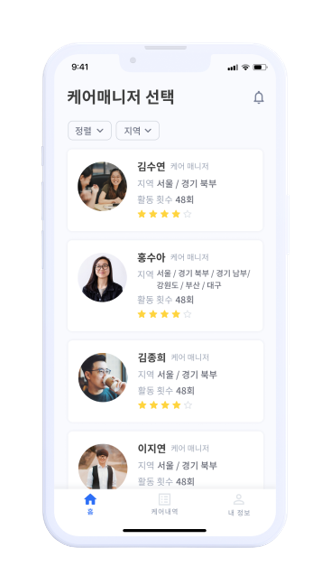 9:41
케어매니저 선택
정렬 지역
김수연 케어 매니저
지역 서울 / 경기 북부
활동 횟수 48회
홍수아 케어 매니저
지역 서울 / 경기 북부 / 경기 남부/
강원도 / 부산 / 대구
활동 횟수 48회
김종희 케어 매니저
지역 서울 / 경기 북부
활동 횟수 48회
이지연 케어 매니저
지역 서울 / 경기 북부
활동 횟수 48회
홈 케어내역 내 정보